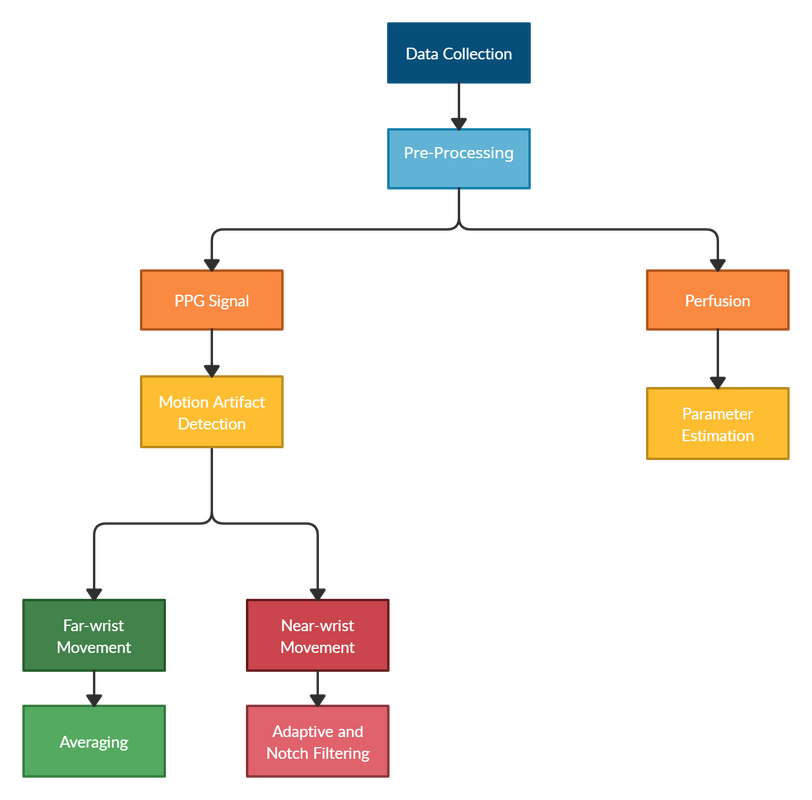 Data Collection
Pre-Processing
PPG Signal
Perfusion
Motion Artifact
Detection
Parameter
Estimation
Far-wrist
Movement
Near-wrist
Movement
Averaging
Adaptive and
Notch Filtering